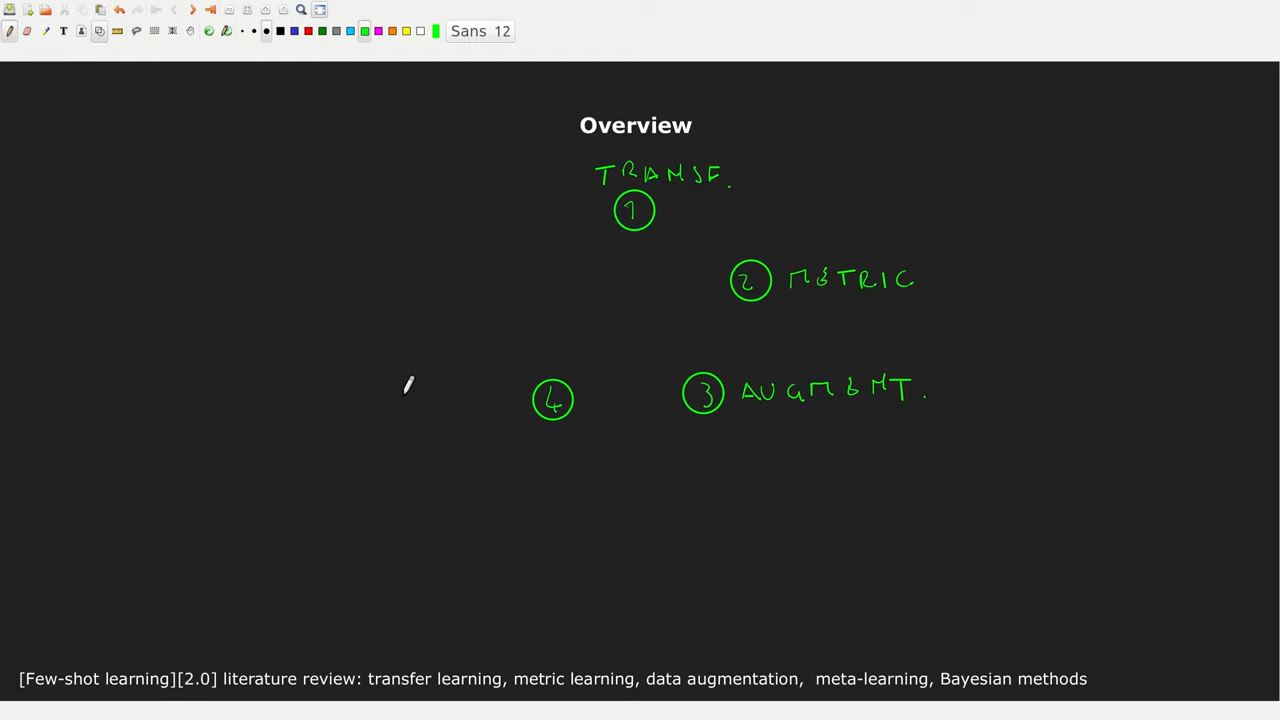 Sans 12
Overview
TRANSF.
1
2 METRIC
4 3 AUGMENT.
[Few-shot learning][2.0] literature review: transfer learning, metric learning, data augmentation, meta-learning, Bayesian methods